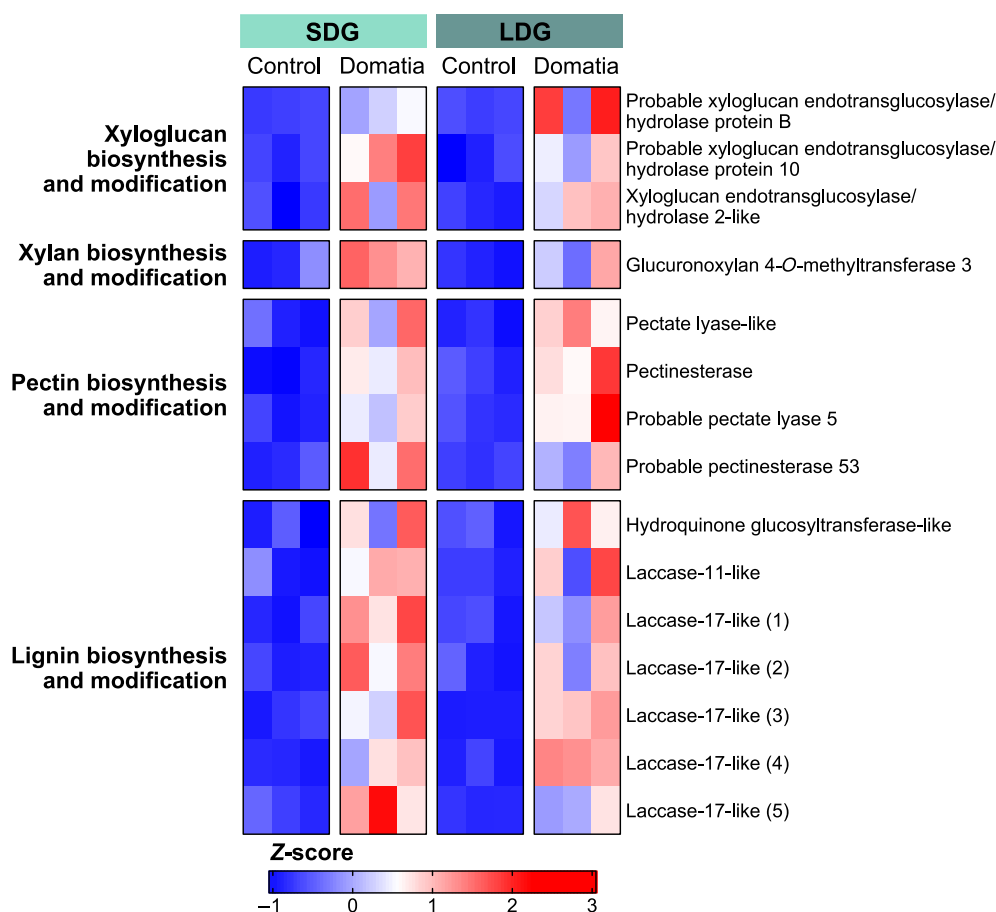 SDG
LDG
Control
Domatia
Control
Domatia
Xyloglucan
biosynthesis
and modification
Probable xyloglucan endotransglucosylase/
hydrolase protein B
Probable xyloglucan endotransglucosylase/
hydrolase protein 10
Xyloglucan endotransglucosylase/
hydrolase 2-like
Xylan biosynthesis
and modification
Glucuronoxylan 4-O-methyltransferase 3
Pectin biosynthesis
and modification
Pectate lyase-like
Pectinesterase
Probable pectate lyase 5
Probable pectinesterase 53
Lignin biosynthesis
and modification
Hydroquinone glucosyltransferase-like
Laccase-11-like
Laccase-17-like (1)
Laccase-17-like (2)
Laccase-17-like (3)
Laccase-17-like (4)
Laccase-17-like (5)
Z-score
−1 0 1 2 3